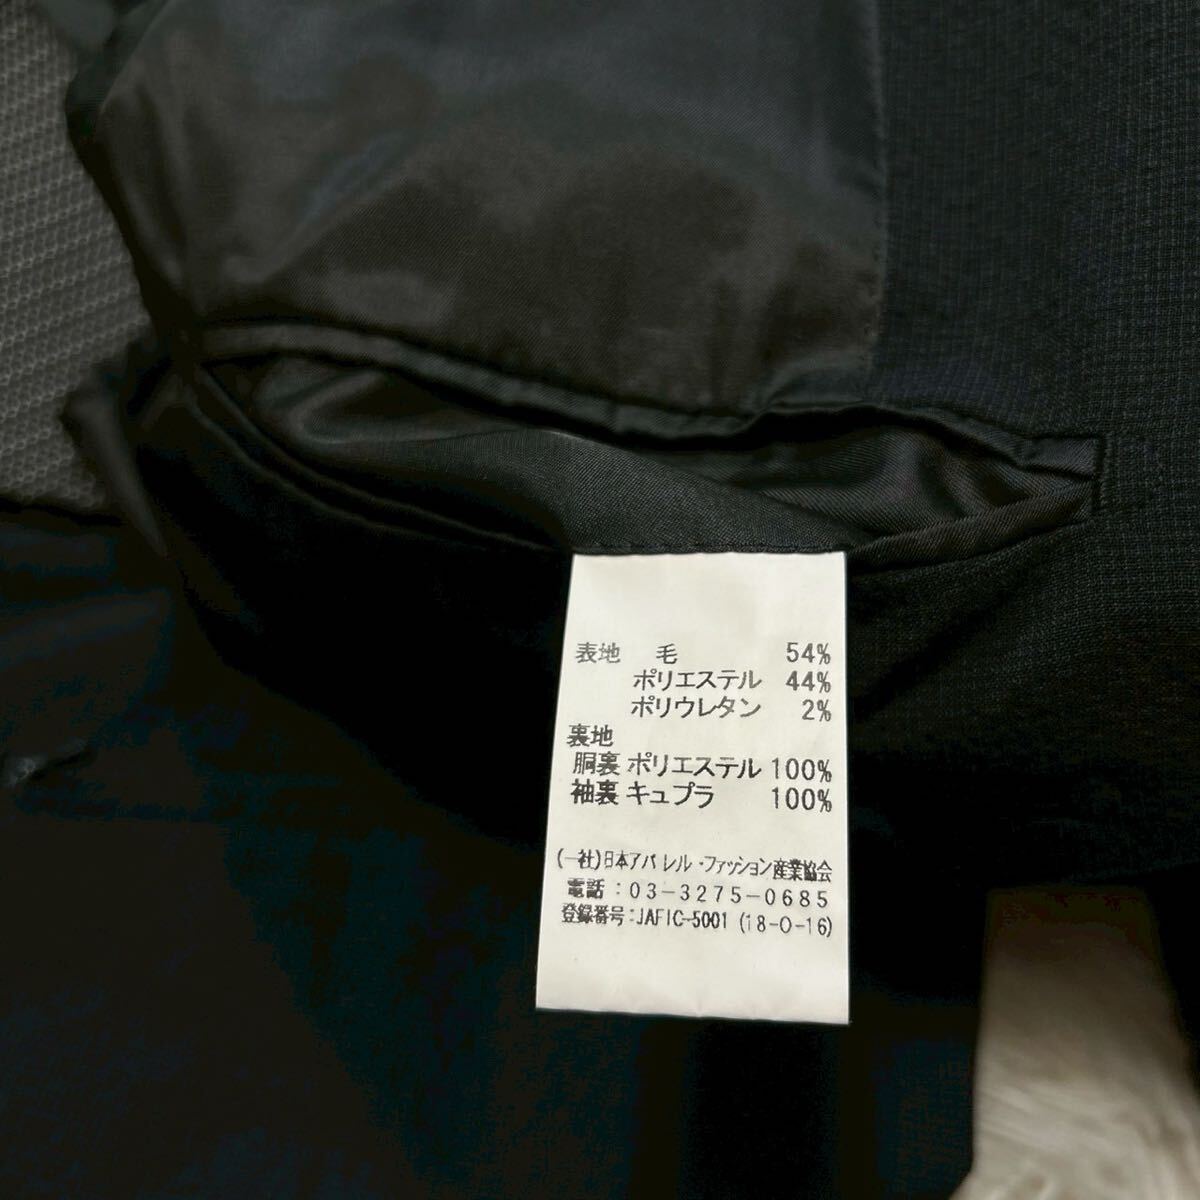 表地 毛 54%
ポリエステル 44%
ポリウレタン 2%
裏地
胴裏 ポリエステル 100%
袖裏 キュプラ 100%
(一社)日本アパレル・ファッション産業協会
電話:03-3275-0685
登録番号:JAFIC-5001 (18-0-16)